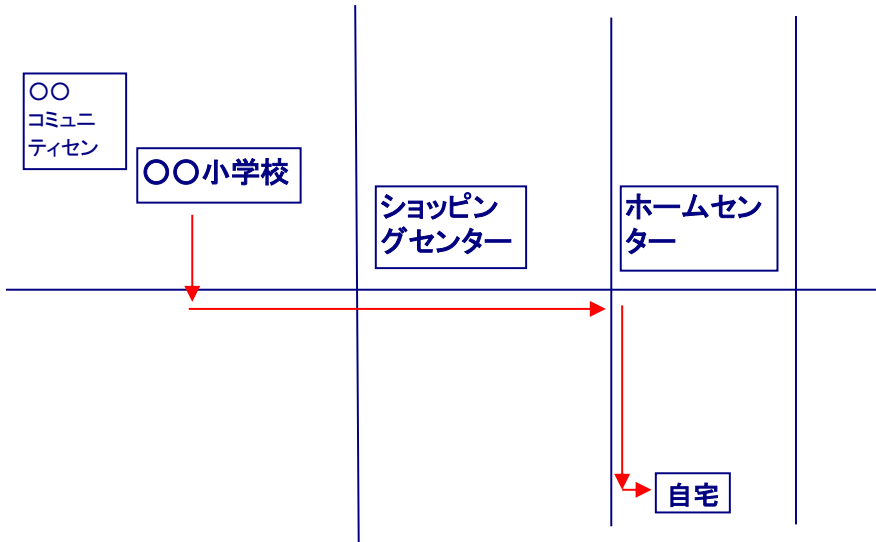 〇〇
コミュニ
ティセン
〇〇小学校
ショッピン
グセンター
ホームセン
ター
自宅